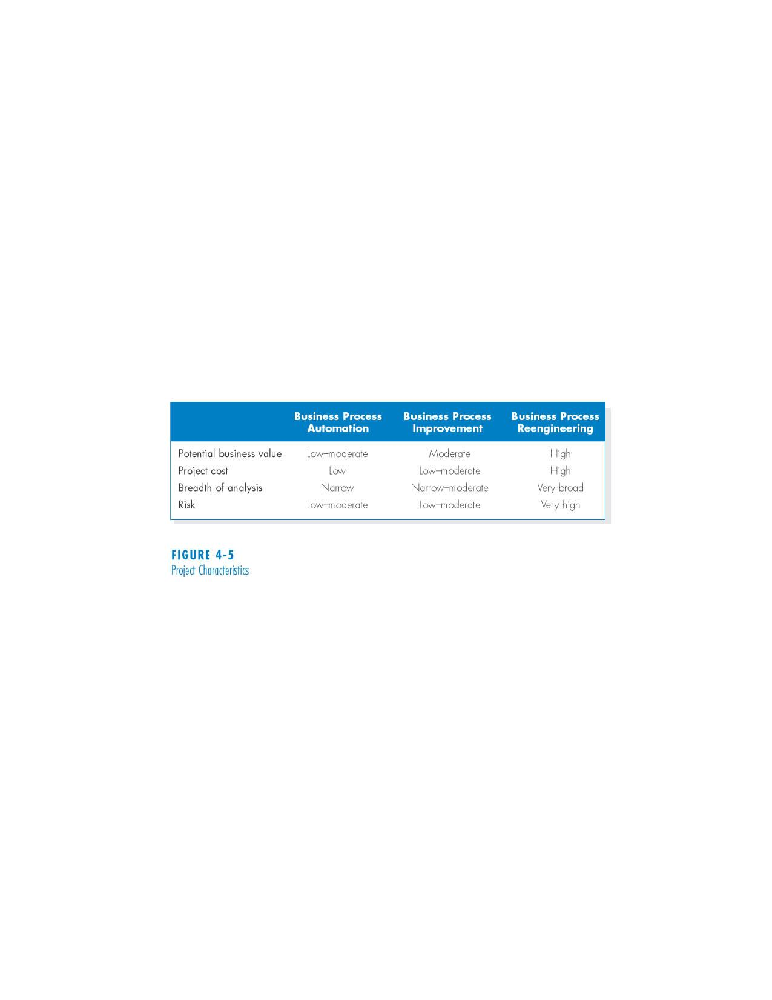 Business Process Business Process Business Process
Automation Improvement Reengineering
Potential business value Low–moderate Moderate High
Project cost Low Low–moderate High
Breadth of analysis Narrow Narrow–moderate Very broad
Risk Low–moderate Low–moderate Very high
FIGURE 4-5
Project Characteristics